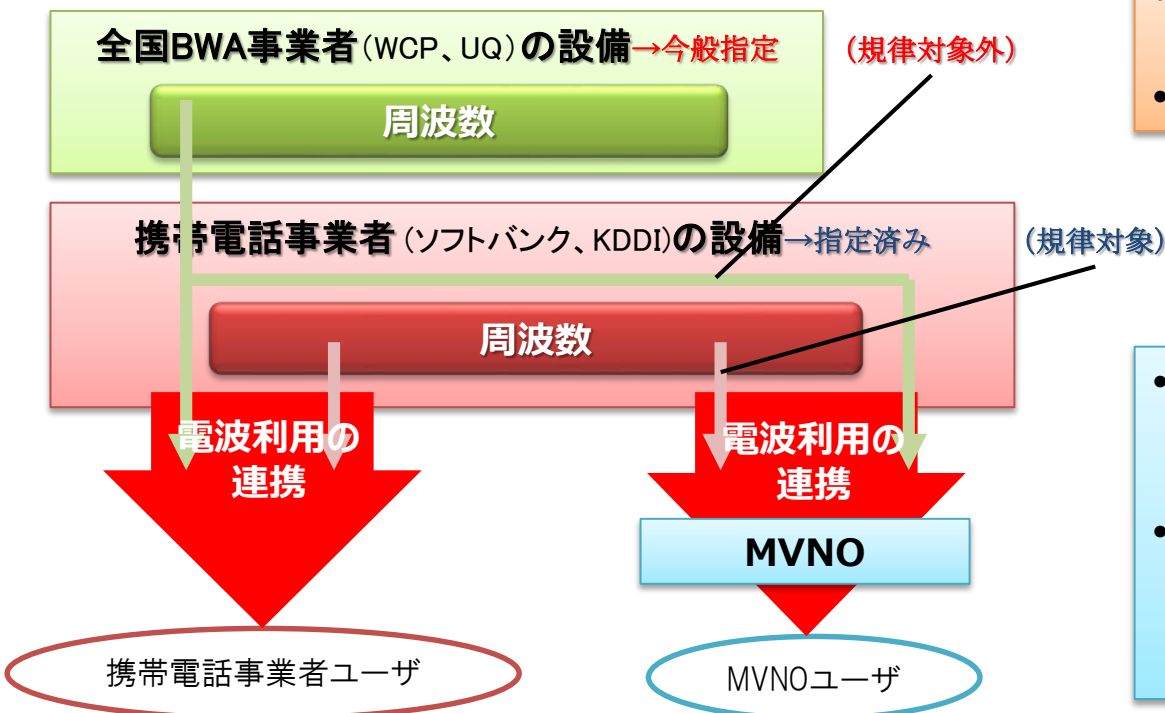 全国BWA事業者(WCP、UQ)の設備→今般指定 (規律対象外)
周波数
携帯電話事業者(ソフトバンク、KDDI)の設備→指定済み (規律対象)
周波数
電波利用の
連携
電波利用の
連携
MVNO
携帯電話事業者ユーザ
MVNOユーザ